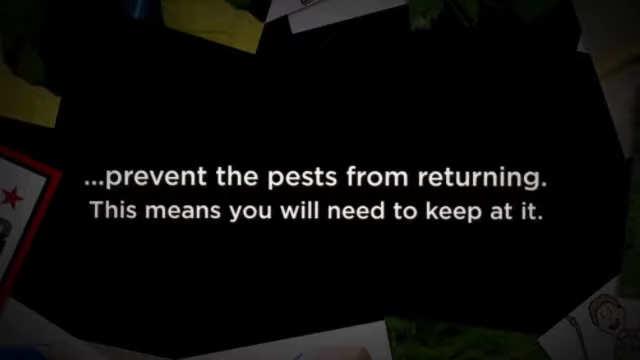 ...prevent the pests from returning.
This means you will need to keep at it.